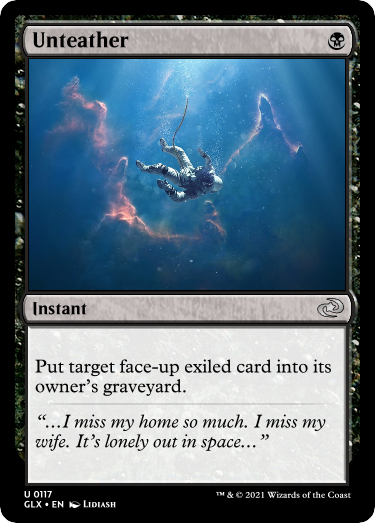 Unteather
Instant
Put target face-up exiled card into its
owner's graveyard.
“…I miss my home so much. I miss my
wife. It's lonely out in space…”
U 0117
GLX • EN Lidiash
™ & © 2021 Wizards of the Coast